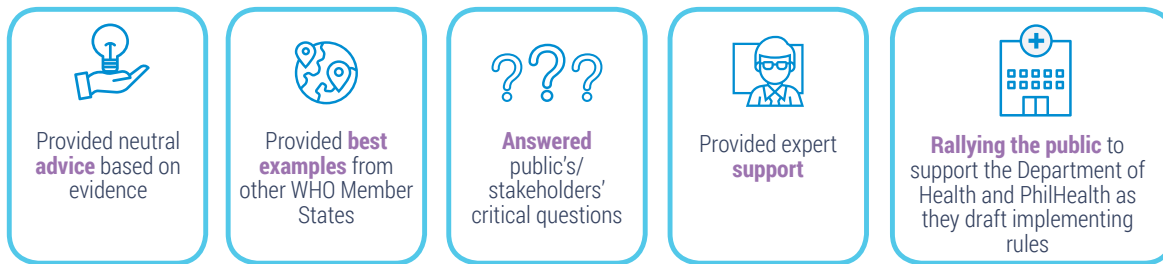 Provided neutral
advice based on
evidence
Provided best
examples from
other WHO Member
States
Answered
public's/
stakeholders'
critical questions
Provided expert
support
Rallying the public to
support the Department of
Health and PhilHealth as
they draft implementing
rules